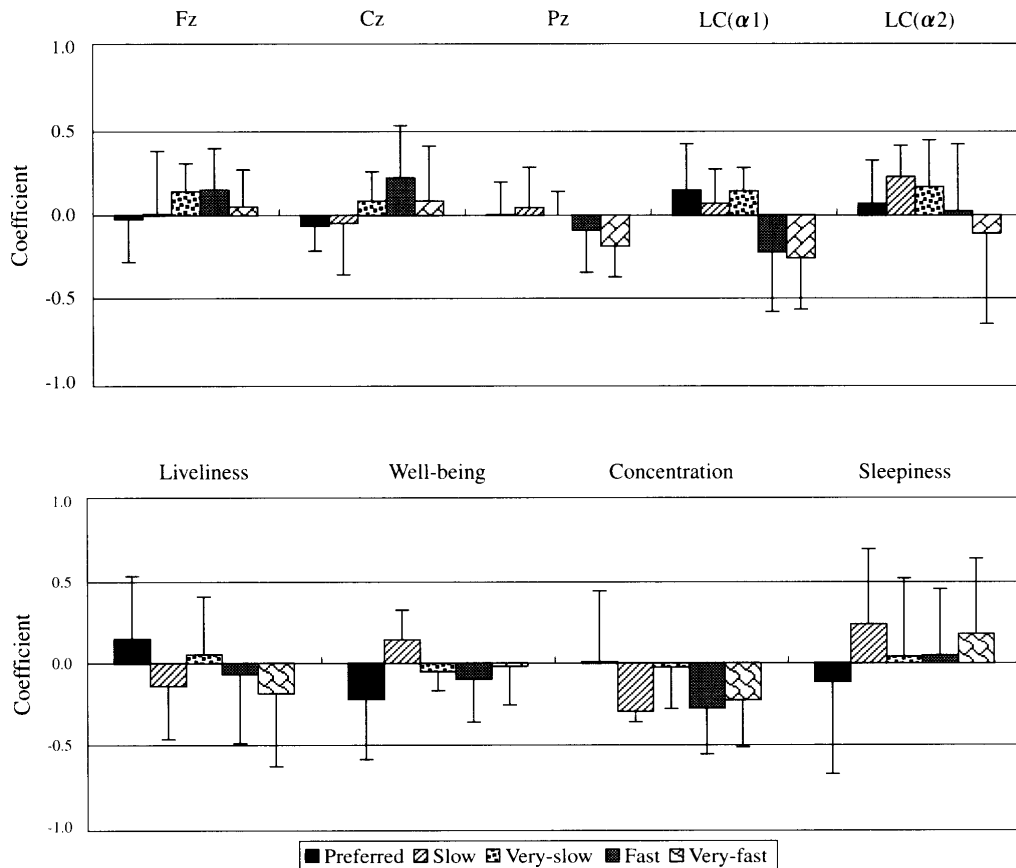 Fz Cz Pz LC(α1) LC(α2)
1.0
0.5
0.0
-0.5
-1.0
Coefficient
Liveliness Well-being Concentration Sleepiness
1.0
0.5
0.0
-0.5
-1.0
Coefficient
Preferred Slow Very-slow Fast Very-fast